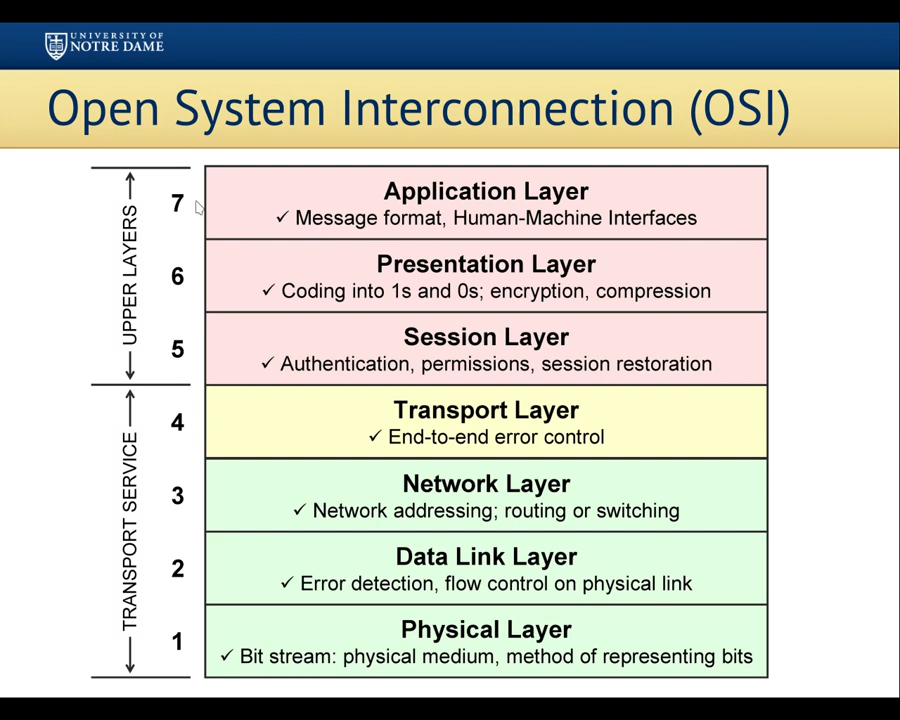 UNIVERSITY OF
NOTRE DAME
Open System Interconnection (OSI)
UPPER LAYERS
7
Application Layer
✓ Message format, Human-Machine Interfaces
6
Presentation Layer
✓ Coding into 1s and 0s; encryption, compression
5
Session Layer
✓ Authentication, permissions, session restoration
TRANSPORT SERVICE
4
Transport Layer
✓ End-to-end error control
3
Network Layer
✓ Network addressing; routing or switching
2
Data Link Layer
✓ Error detection, flow control on physical link
1
Physical Layer
✓ Bit stream: physical medium, method of representing bits